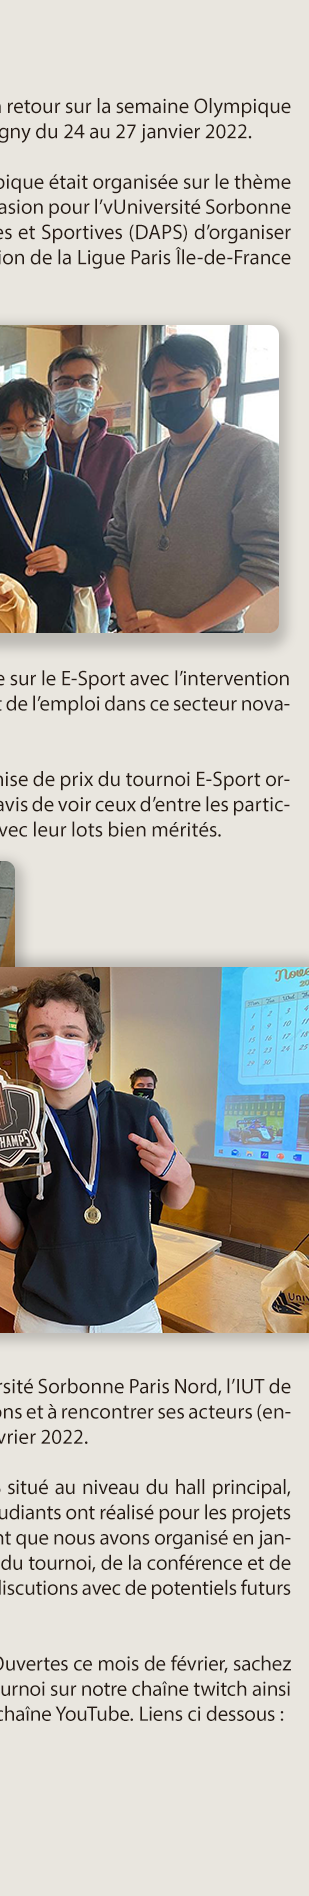 retour sur la semaine Olympique
gny du 24 au 27 janvier 2022.
pique était organisée sur le thème
asion pour l'vUniversité Sorbonne
es et Sportives (DAPS) d'organiser
ion de la Ligue Paris Île-de-France
e sur le E-Sport avec l'intervention
t de l'emploi dans ce secteur nova-
nise de prix du tournoi E-Sport or-
avis de voir ceux d'entre les partic-
vec leur lots bien mérités.
CHAMPS
rsité Sorbonne Paris Nord, l'IUT de
ons et à rencontrer ses acteurs (en-
vrier 2022.
situé au niveau du hall principal,
udiants ont réalisé pour les projets
nt que nous avons organisé en jan-
du tournoi, de la conférence et de
discutions avec de potentiels futurs
Ouvertes ce mois de février, sachez
urnoi sur notre chaîne twitch ainsi
chaîne YouTube. Liens ci dessous :